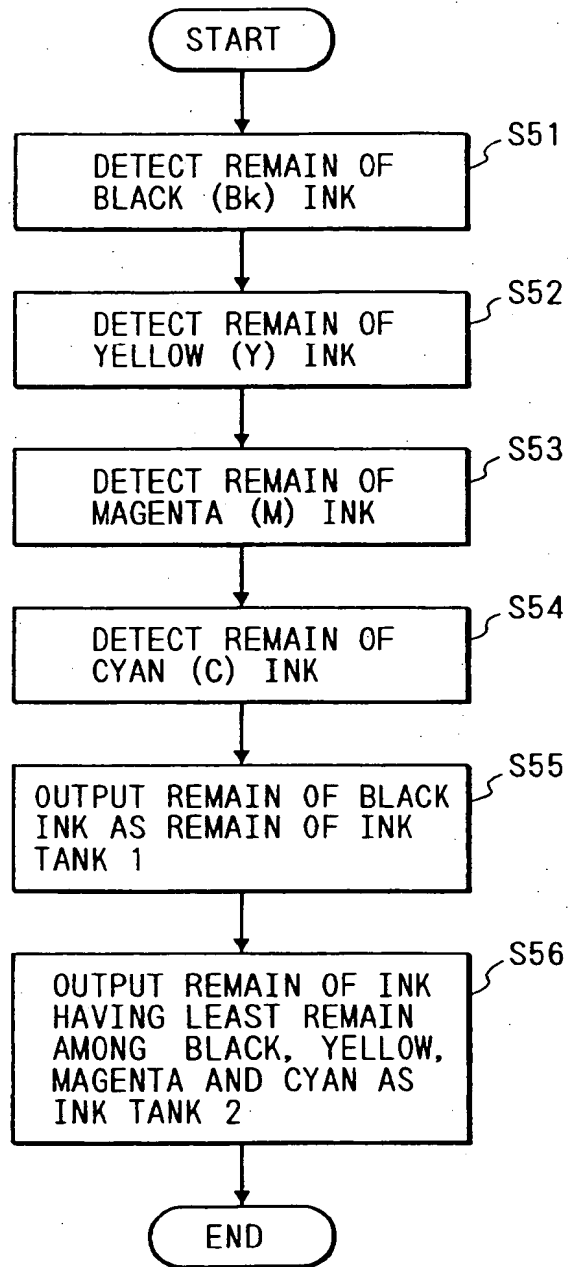 START
S51
DETECT REMAIN OF
BLACK (Bk) INK
S52
DETECT REMAIN OF
YELLOW (Y) INK
S53
DETECT REMAIN OF
MAGENTA (M) INK
S54
DETECT REMAIN OF
CYAN (C) INK
S55
OUTPUT REMAIN OF BLACK
INK AS REMAIN OF INK
TANK 1
S56
OUTPUT REMAIN OF INK
HAVING LEAST REMAIN
AMONG BLACK, YELLOW,
MAGENTA AND CYAN AS
INK TANK 2
END